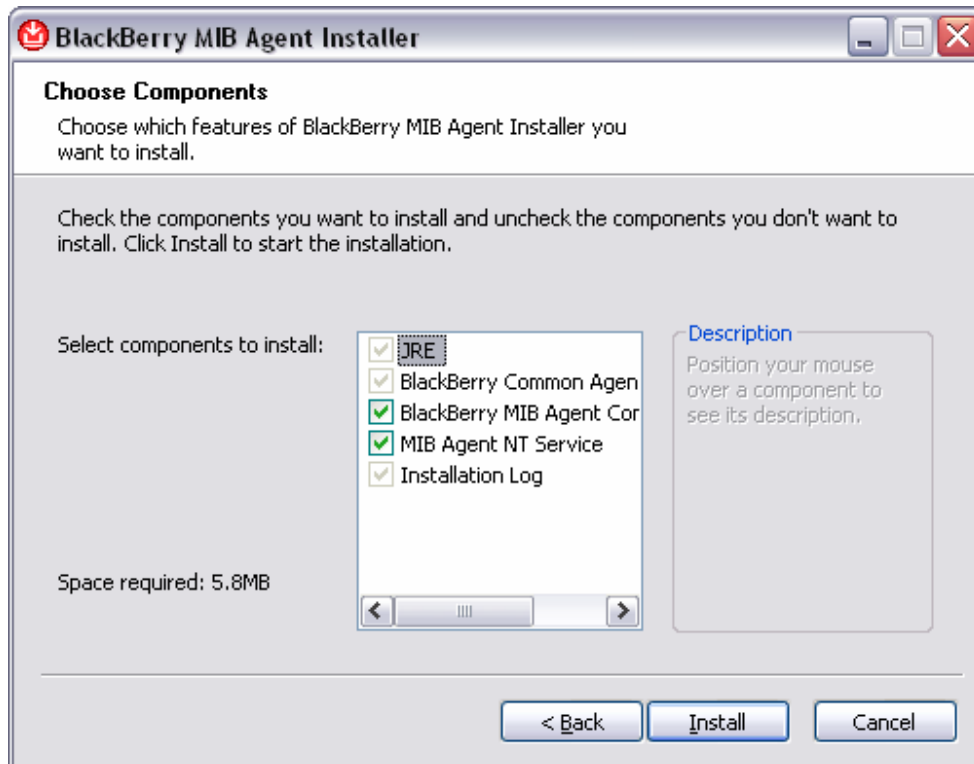 BlackBerry MIB Agent Installer
Choose Components
Choose which features of BlackBerry MIB Agent Installer you
want to install.
Check the components you want to install and uncheck the components you don't want to
install. Click Install to start the installation.
Select components to install:
JRE
BlackBerry Common Agen
BlackBerry MIB Agent Cor
MIB Agent NT Service
Installation Log
Description
Position your mouse
over a component to
see its description.
Space required: 5.8MB
< Back
Install
Cancel